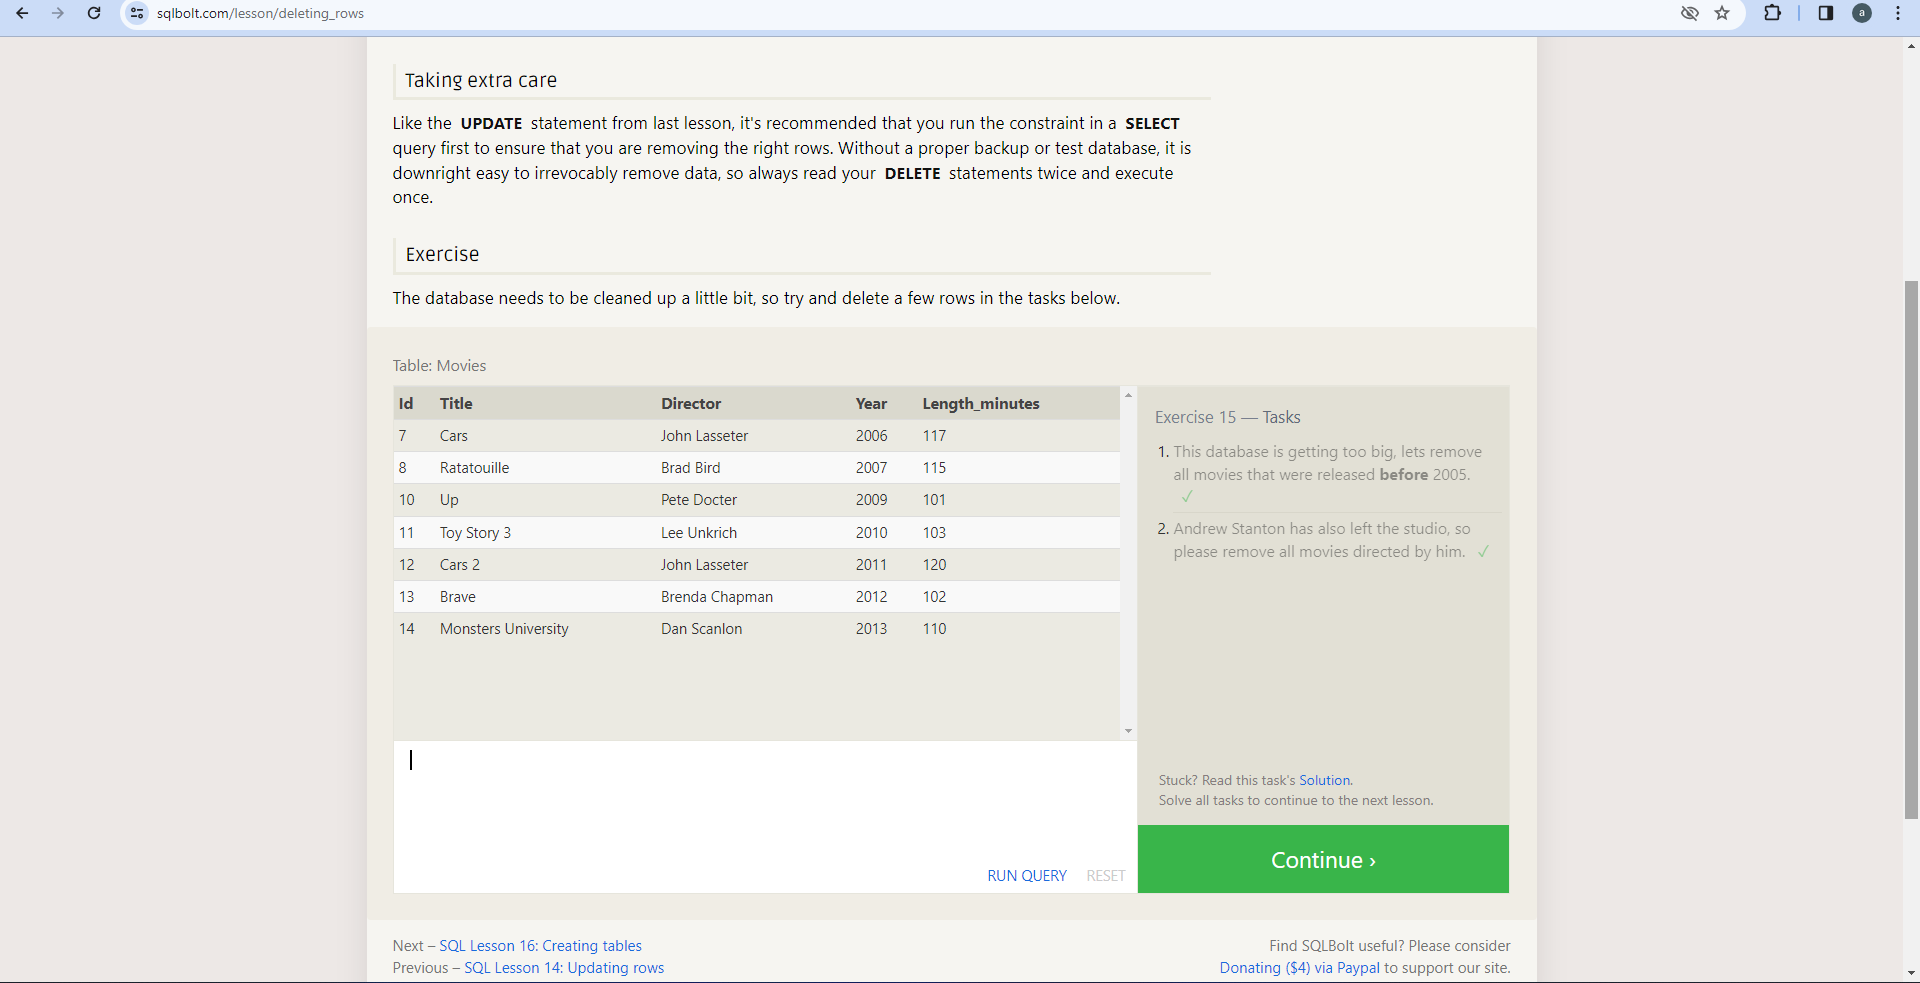 sqlbolt.com/lesson/deleting_rows
a
Taking extra care
Like the UPDATE statement from last lesson, it's recommended that you run the constraint in a SELECT
query first to ensure that you are removing the right rows. Without a proper backup or test database, it is
downright easy to irrevocably remove data, so always read your DELETE statements twice and execute
once.
Exercise
The database needs to be cleaned up a little bit, so try and delete a few rows in the tasks below.
Table: Movies
Id Title Director Year Length_minutes
7 Cars John Lasseter 2006 117
8 Ratatouille Brad Bird 2007 115
10 Up Pete Docter 2009 101
11 Toy Story 3 Lee Unkrich 2010 103
12 Cars 2 John Lasseter 2011 120
13 Brave Brenda Chapman 2012 102
14 Monsters University Dan Scanlon 2013 110
RUN QUERY RESET
Exercise 15 — Tasks
1. This database is getting too big, lets remove
all movies that were released before 2005.
✓
2. Andrew Stanton has also left the studio, so
please remove all movies directed by him. ✓
Stuck? Read this task's Solution.
Solve all tasks to continue to the next lesson.
Continue ›
Next – SQL Lesson 16: Creating tables
Previous – SQL Lesson 14: Updating rows
Find SQLBolt useful? Please consider
Donating ($4) via Paypal to support our site.